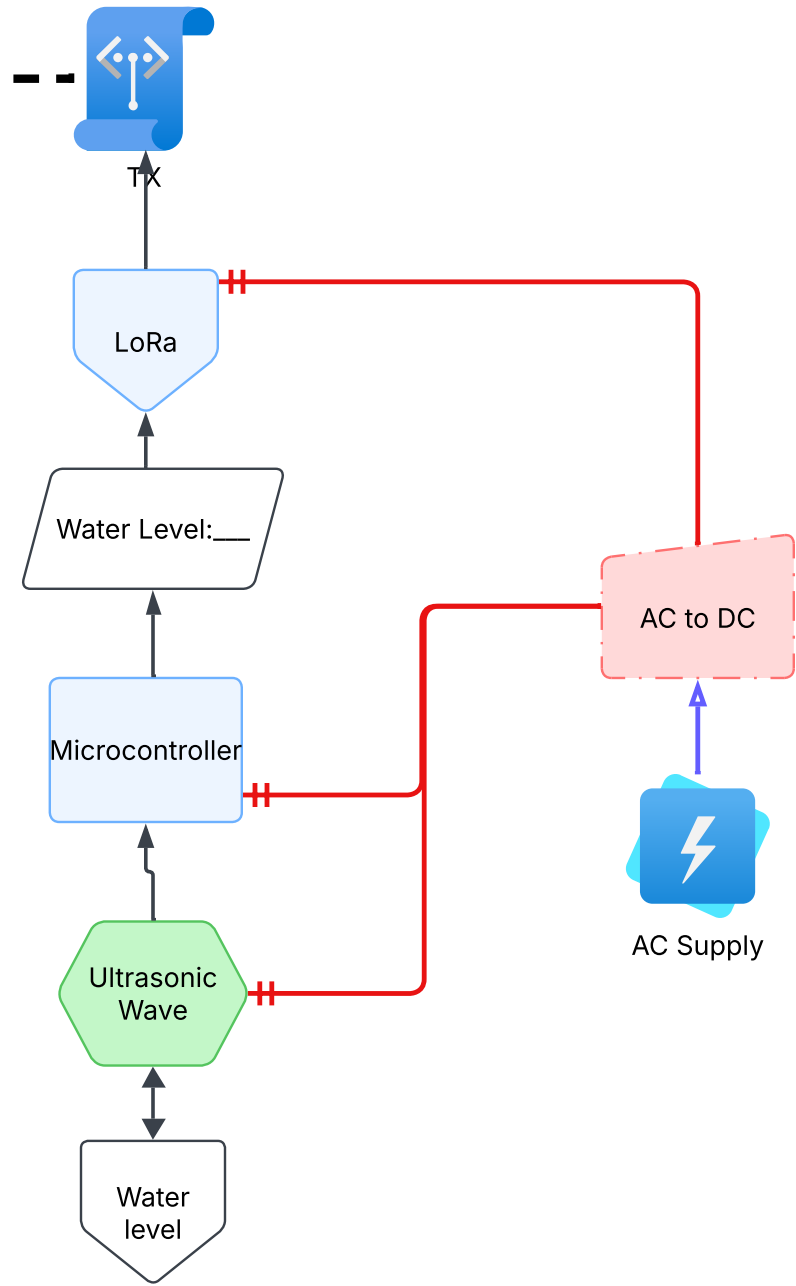 TX
LoRa
Water Level:___
AC to DC
Microcontroller
AC Supply
Ultrasonic
Wave
Water
level